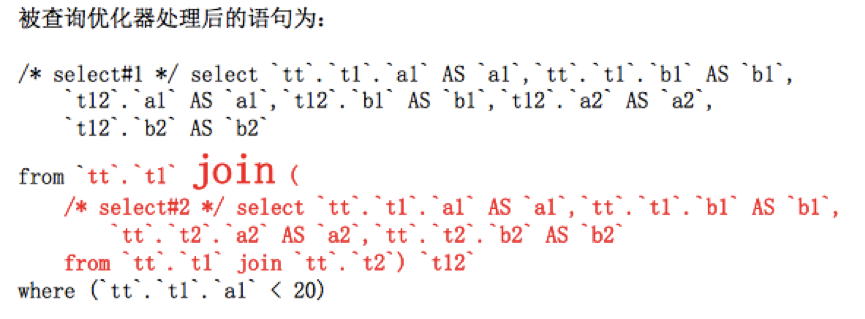 被查询优化器处理后的语句为：
/* select#1 */ select `tt`.`t1`.`a1` AS `a1`,`tt`.`t1`.`b1` AS `b1`,
`t12`.`a1` AS `a1`,`t12`.`b1` AS `b1`,`t12`.`a2` AS `a2`,
`t12`.`b2` AS `b2`
from `tt`.`t1` join (
/* select#2 */ select `tt`.`t1`.`a1` AS `a1`,`tt`.`t1`.`b1` AS `b1`,
`tt`.`t2`.`a2` AS `a2`,`tt`.`t2`.`b2` AS `b2`
from `tt`.`t1` join `tt`.`t2`) `t12`
where (`tt`.`t1`.`a1` < 20)